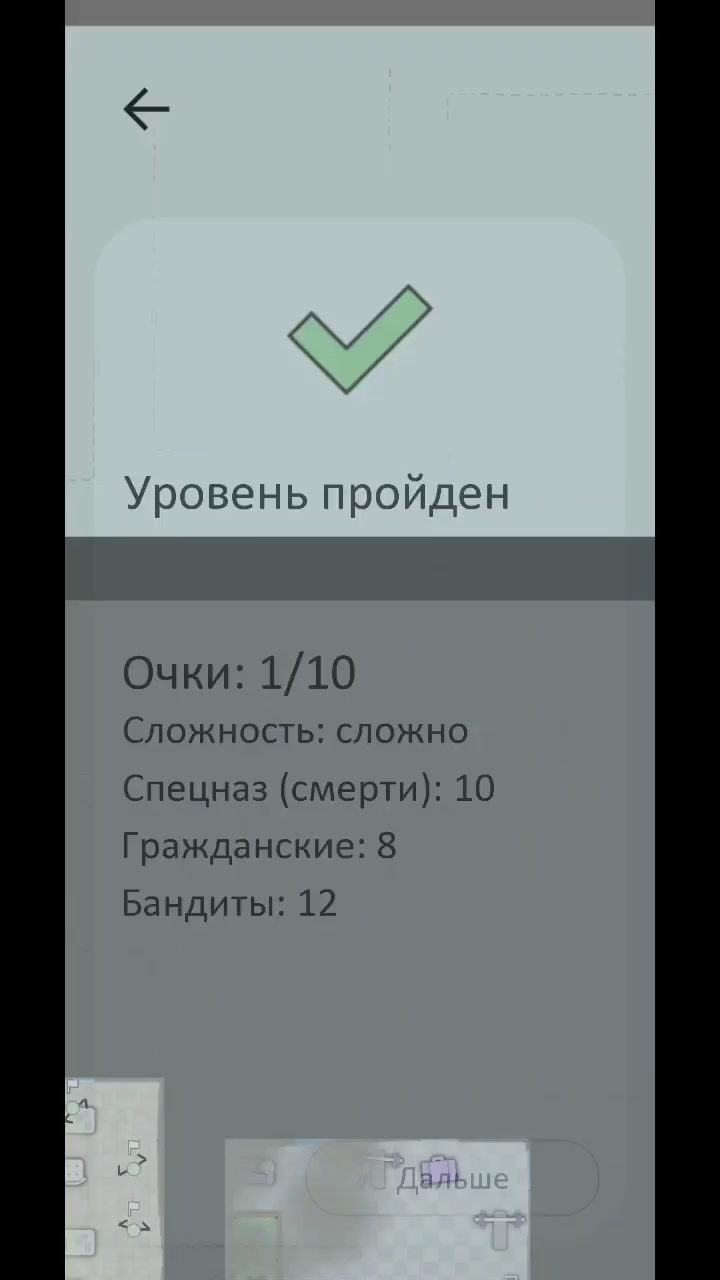 Уровень пройден
Очки: 1/10
Сложность: сложно
Спецназ (смерти): 10
Гражданские: 8
Бандиты: 12
Дальше